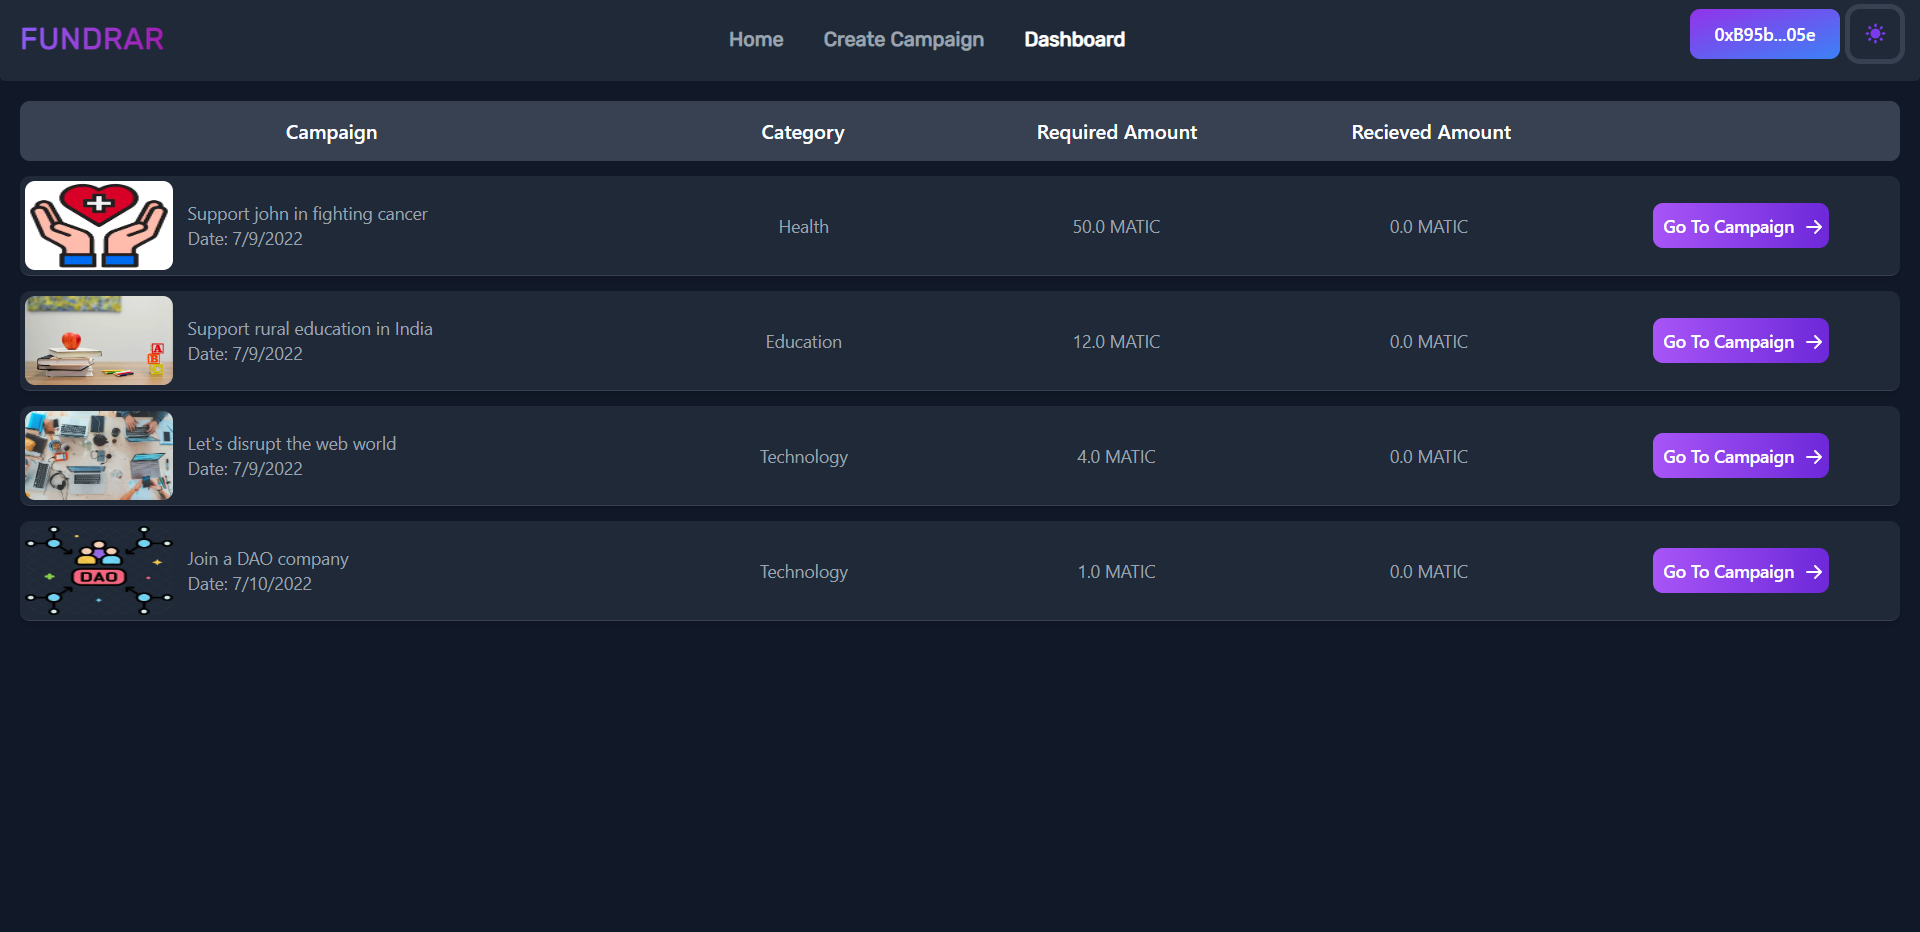 FUNDRAR
Home Create Campaign Dashboard
0xB95b...05e
Campaign Category Required Amount Recieved Amount
Support john in fighting cancer
Date: 7/9/2022
Health 50.0 MATIC 0.0 MATIC Go To Campaign →
Support rural education in India
Date: 7/9/2022
Education 12.0 MATIC 0.0 MATIC Go To Campaign →
A
B
Let's disrupt the web world
Date: 7/9/2022
Technology 4.0 MATIC 0.0 MATIC Go To Campaign →
DAO
Join a DAO company
Date: 7/10/2022
Technology 1.0 MATIC 0.0 MATIC Go To Campaign →